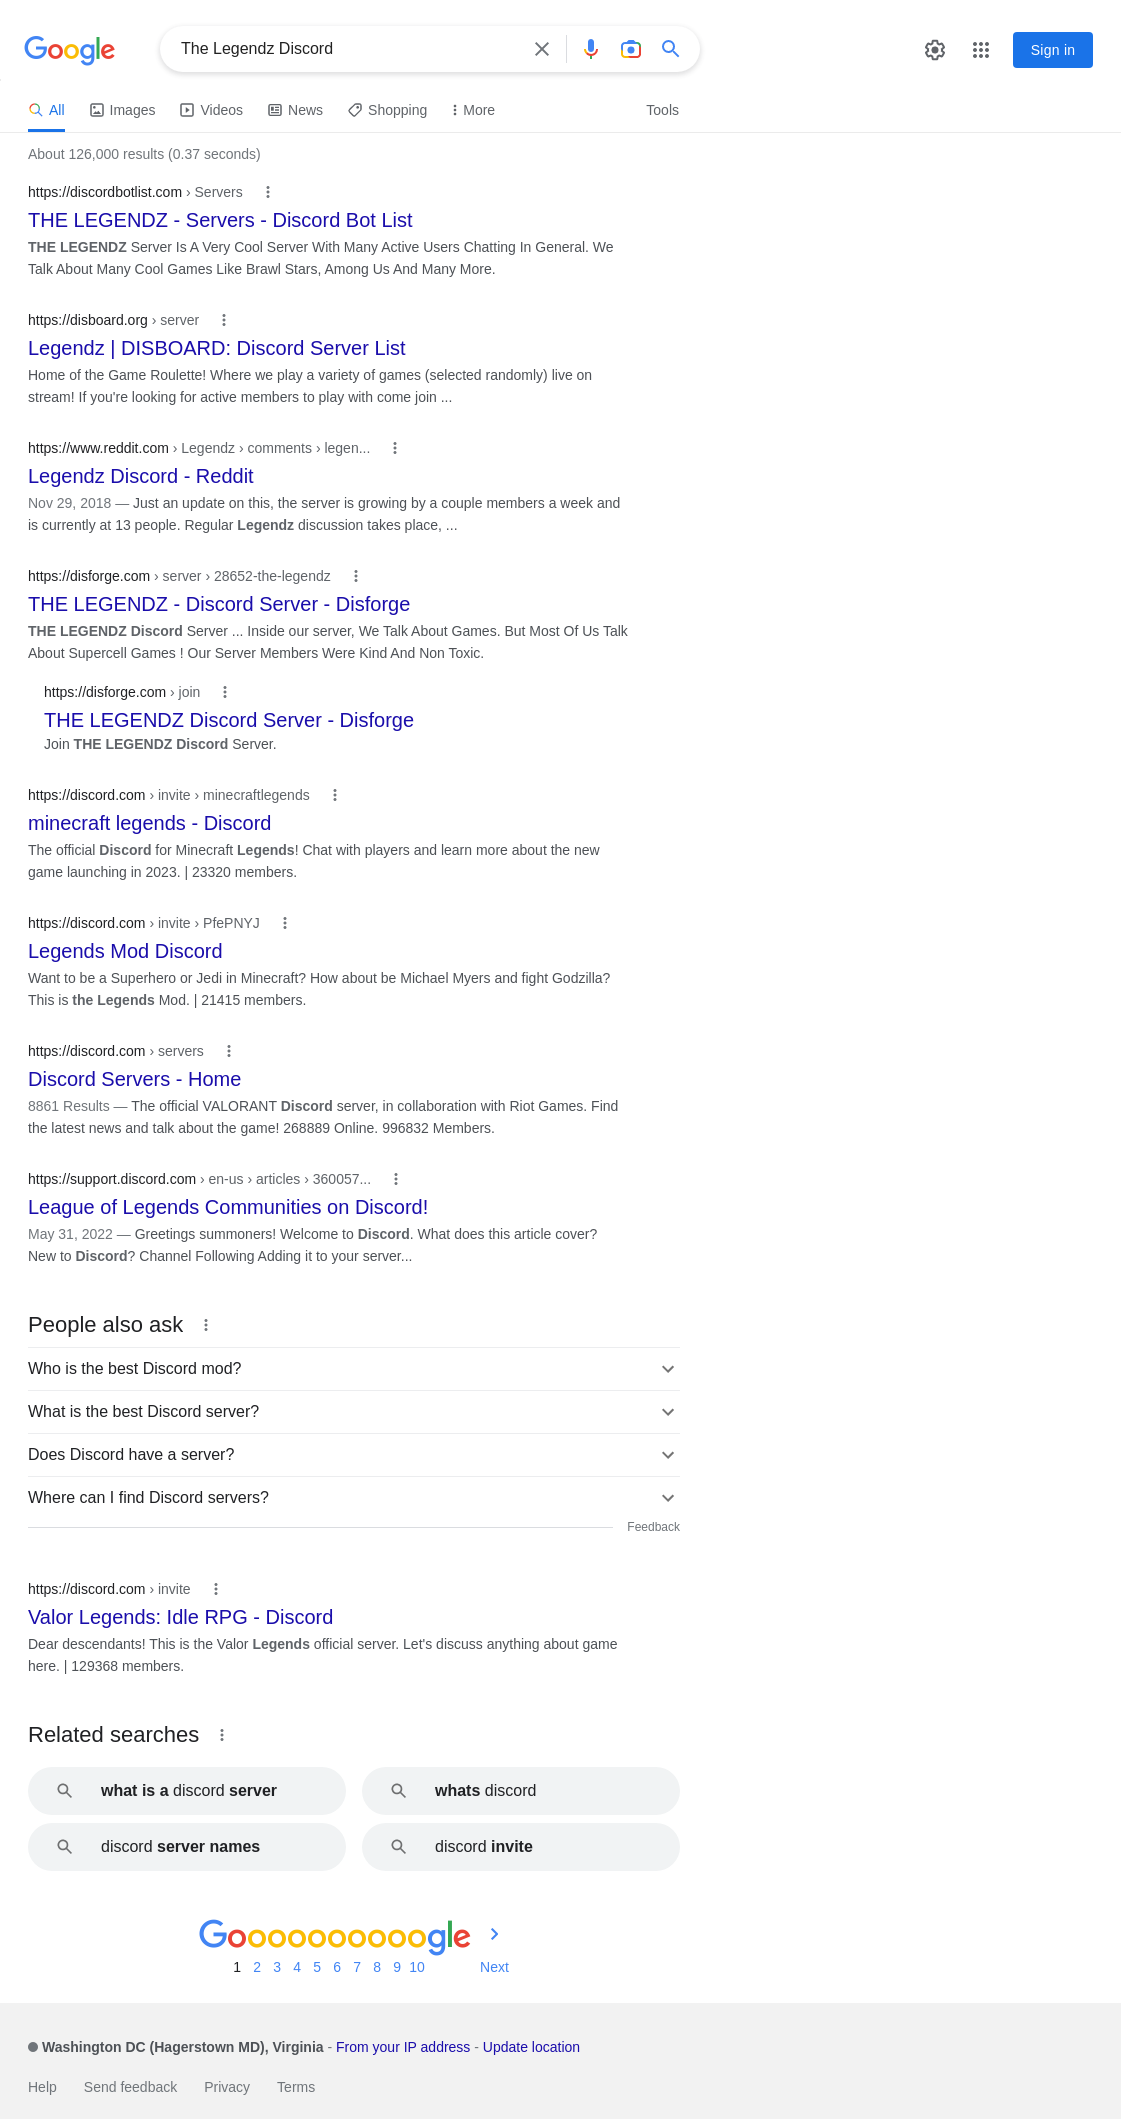 Google
The Legendz Discord
Sign in
All Images Videos News Shopping More Tools
About 126,000 results (0.37 seconds)
https://discordbotlist.com › Servers
THE LEGENDZ - Servers - Discord Bot List
THE LEGENDZ Server Is A Very Cool Server With Many Active Users Chatting In General. We
Talk About Many Cool Games Like Brawl Stars, Among Us And Many More.
https://disboard.org › server
Legendz | DISBOARD: Discord Server List
Home of the Game Roulette! Where we play a variety of games (selected randomly) live on
stream! If you're looking for active members to play with come join ...
https://www.reddit.com › Legendz › comments › legen...
Legendz Discord - Reddit
Nov 29, 2018 — Just an update on this, the server is growing by a couple members a week and
is currently at 13 people. Regular Legendz discussion takes place, ...
https://disforge.com › server › 28652-the-legendz
THE LEGENDZ - Discord Server - Disforge
THE LEGENDZ Discord Server ... Inside our server, We Talk About Games. But Most Of Us Talk
About Supercell Games ! Our Server Members Were Kind And Non Toxic.
https://disforge.com › join
THE LEGENDZ Discord Server - Disforge
Join THE LEGENDZ Discord Server.
https://discord.com › invite › minecraftlegends
minecraft legends - Discord
The official Discord for Minecraft Legends! Chat with players and learn more about the new
game launching in 2023. | 23320 members.
https://discord.com › invite › PfePNYJ
Legends Mod Discord
Want to be a Superhero or Jedi in Minecraft? How about be Michael Myers and fight Godzilla?
This is the Legends Mod. | 21415 members.
https://discord.com › servers
Discord Servers - Home
8861 Results — The official VALORANT Discord server, in collaboration with Riot Games. Find
the latest news and talk about the game! 268889 Online. 996832 Members.
https://support.discord.com › en-us › articles › 360057...
League of Legends Communities on Discord!
May 31, 2022 — Greetings summoners! Welcome to Discord. What does this article cover?
New to Discord? Channel Following Adding it to your server...
People also ask
Who is the best Discord mod?
What is the best Discord server?
Does Discord have a server?
Where can I find Discord servers?
Feedback
https://discord.com › invite
Valor Legends: Idle RPG - Discord
Dear descendants! This is the Valor Legends official server. Let's discuss anything about game
here. | 129368 members.
Related searches
what is a discord server
whats discord
discord server names
discord invite
Goooooooooogle
1 2 3 4 5 6 7 8 9 10 Next
Washington DC (Hagerstown MD), Virginia - From your IP address - Update location
Help Send feedback Privacy Terms